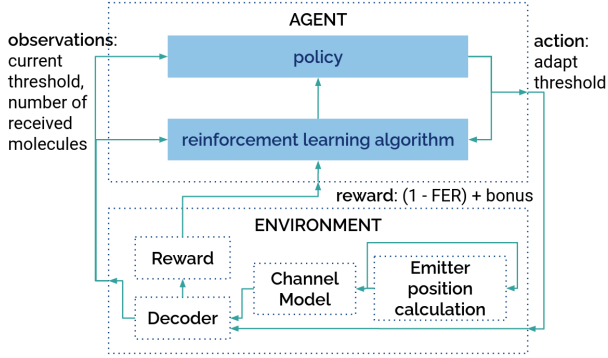 AGENT
observations:
current
threshold,
number of
received
molecules
policy
reinforcement learning algorithm
action:
adapt
threshold
reward: (1 - FER) + bonus
ENVIRONMENT
Reward
Decoder
Channel
Model
Emitter
position
calculation